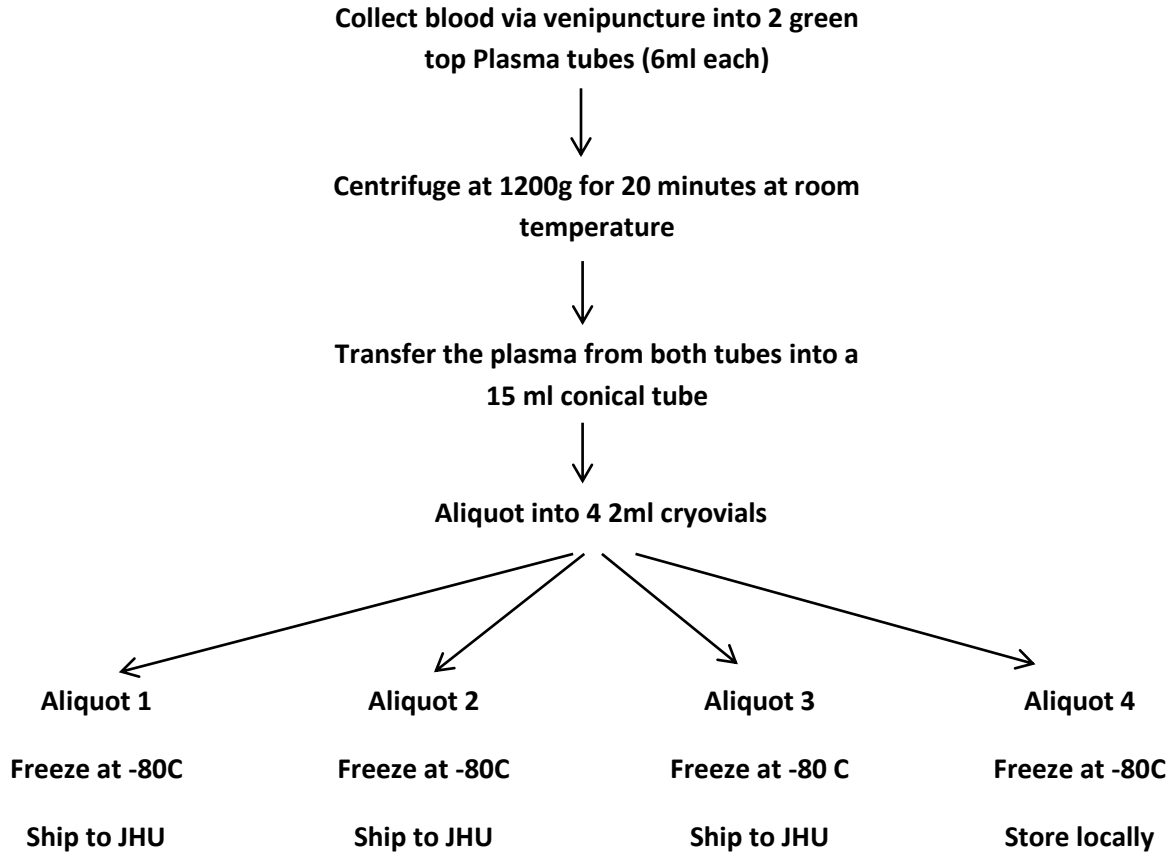 Collect blood via venipuncture into 2 green
top Plasma tubes (6ml each)
Centrifuge at 1200g for 20 minutes at room
temperature
Transfer the plasma from both tubes into a
15 ml conical tube
Aliquot into 4 2ml cryovials
Aliquot 1
Aliquot 2
Aliquot 3
Aliquot 4
Freeze at -80C
Freeze at -80C
Freeze at -80 C
Freeze at -80C
Ship to JHU
Ship to JHU
Ship to JHU
Store locally